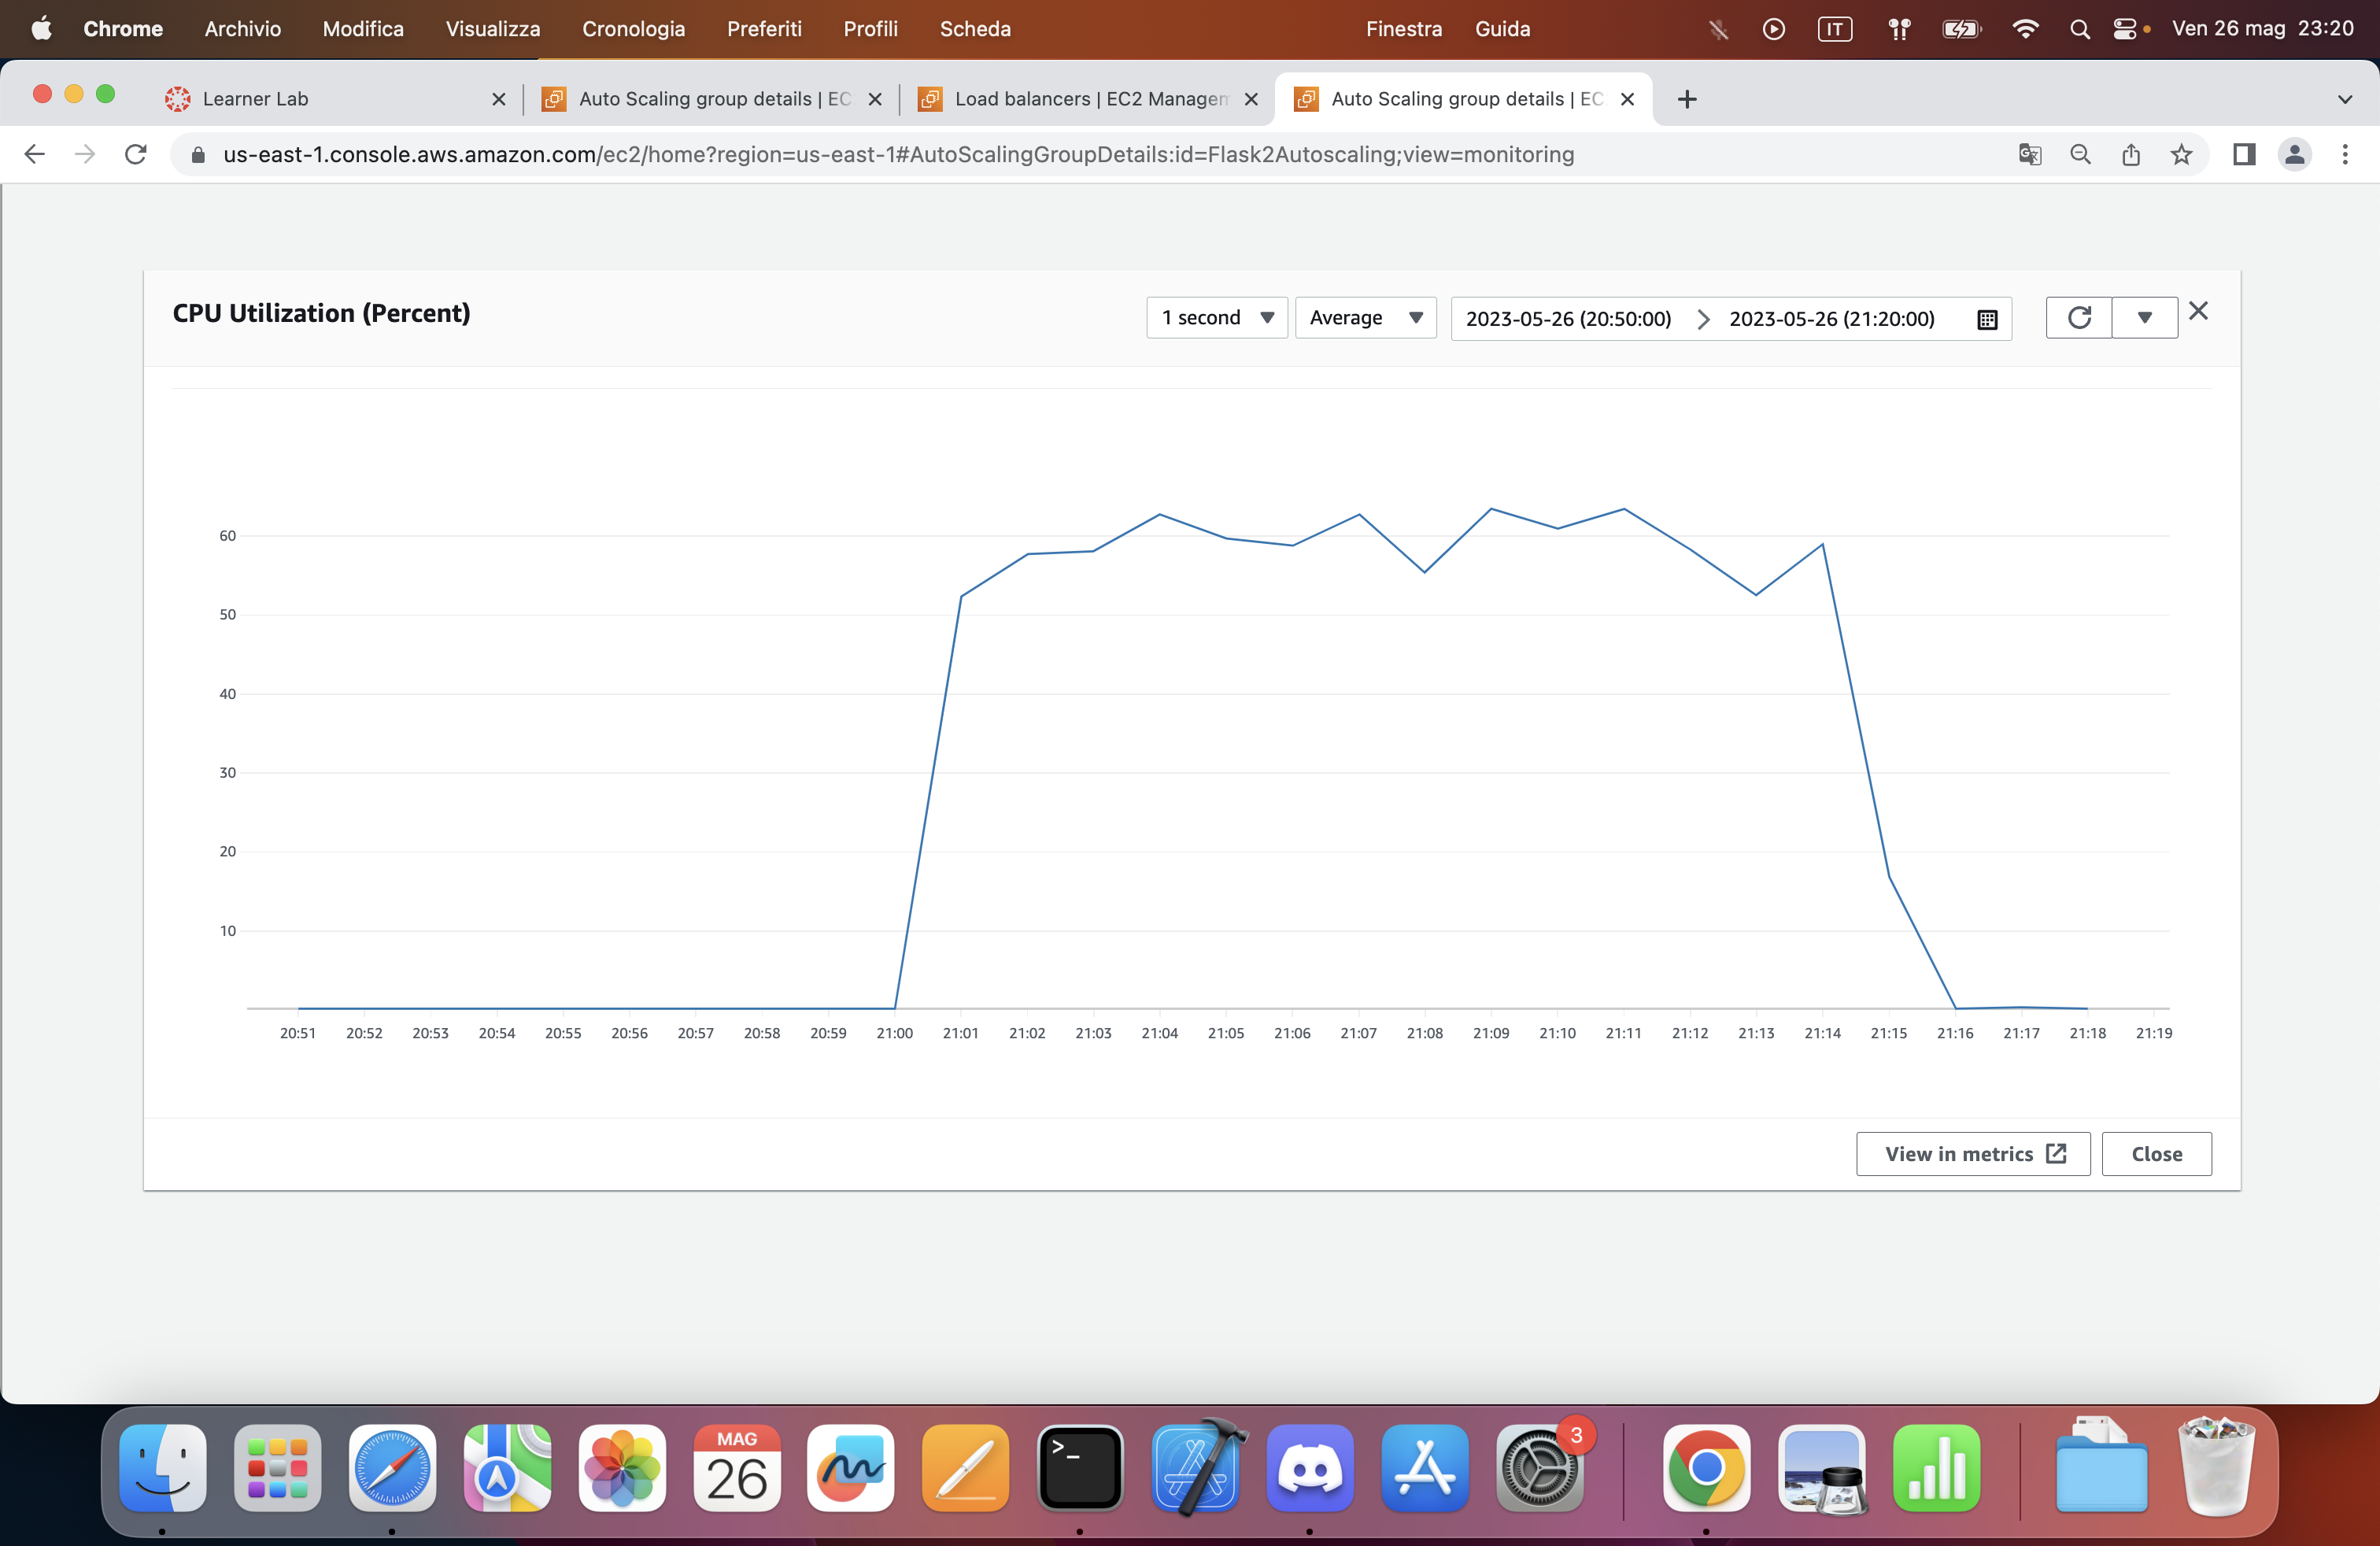 Chrome Archivio Modifica Visualizza Cronologia Preferiti Profili Scheda Finestra Guida IT Ven 26 mag 23:20
Learner Lab Auto Scaling group details | EC Load balancers | EC2 Managem Auto Scaling group details | EC
us-east-1.console.aws.amazon.com/ec2/home?region=us-east-1#AutoScalingGroupDetails:id=Flask2Autoscaling;view=monitoring
CPU Utilization (Percent) 1 second Average 2023-05-26 (20:50:00) 2023-05-26 (21:20:00)
60
50
40
30
20
10
20:51 20:52 20:53 20:54 20:55 20:56 20:57 20:58 20:59 21:00 21:01 21:02 21:03 21:04 21:05 21:06 21:07 21:08 21:09 21:10 21:11 21:12 21:13 21:14 21:15 21:16 21:17 21:18 21:19
View in metrics Close
MAG
26
>_
3